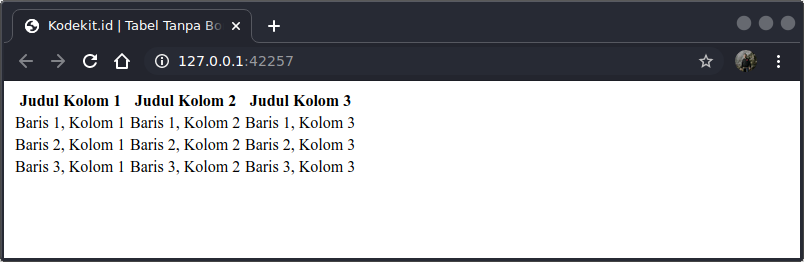 Kodekit.id | Tabel Tanpa Bo
127.0.0.1:42257
Judul Kolom 1 Judul Kolom 2 Judul Kolom 3
Baris 1, Kolom 1 Baris 1, Kolom 2 Baris 1, Kolom 3
Baris 2, Kolom 1 Baris 2, Kolom 2 Baris 2, Kolom 3
Baris 3, Kolom 1 Baris 3, Kolom 2 Baris 3, Kolom 3